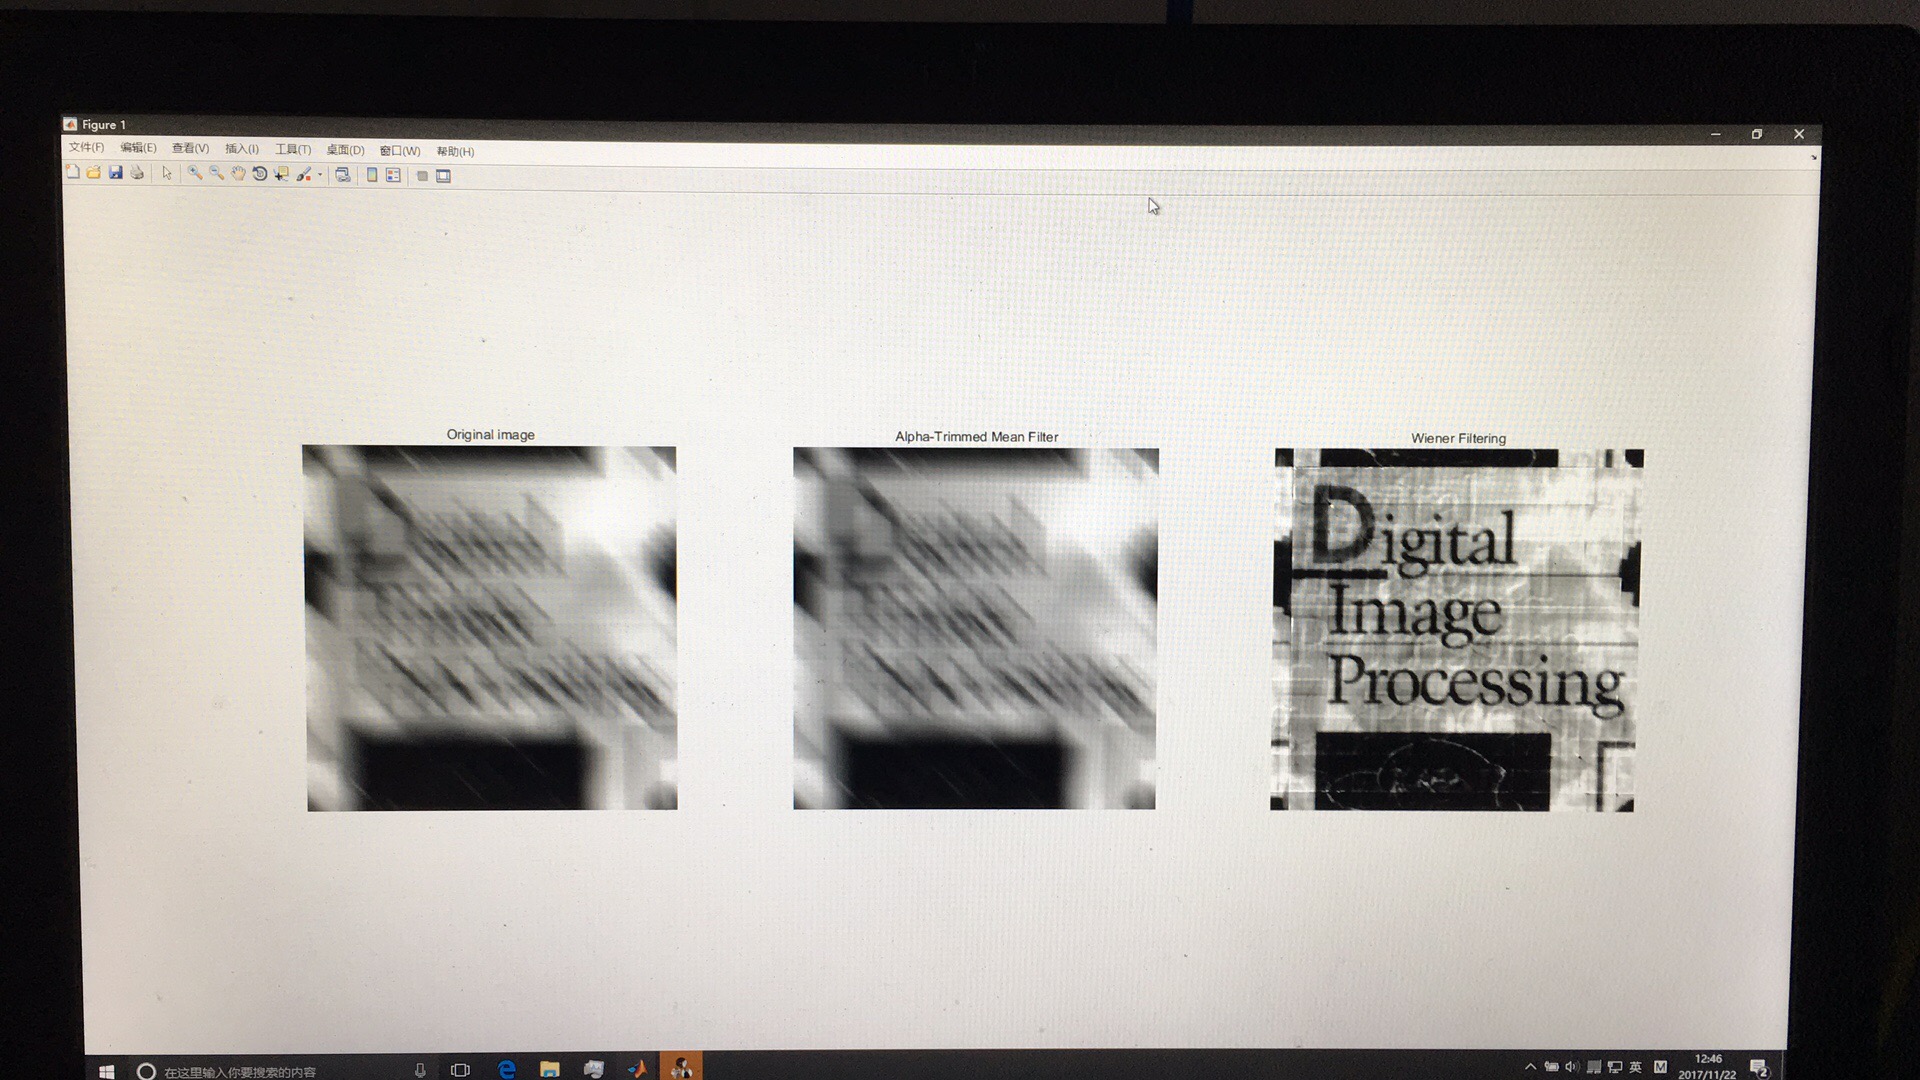 Figure 1
文件(F) 编辑(E) 查看(V) 插入(I) 工具(T) 桌面(D) 窗口(W) 帮助(H)
Original image
Alpha-Trimmed Mean Filter
Wiener Filtering
Digital
Image
Processing
在这里输入你要搜索的内容
英
M
12:46
2017/11/22
2